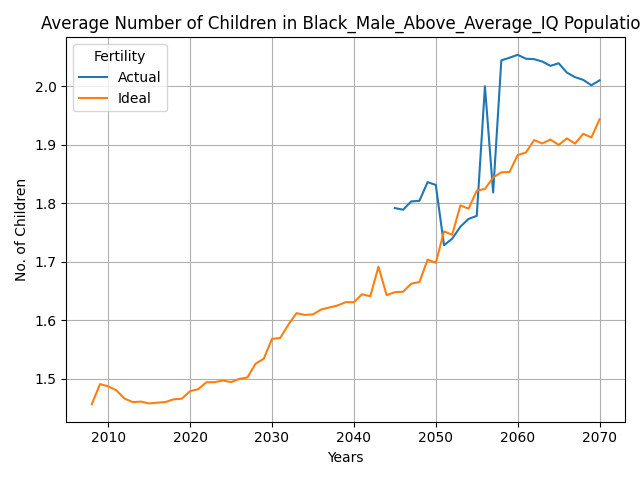 Average Number of Children in Black_Male_Above_Average_IQ Populatio
Fertility
Actual
Ideal
No. of Children
2.0
1.9
1.8
1.7
1.6
1.5
2010 2020 2030 2040 2050 2060 2070
Years